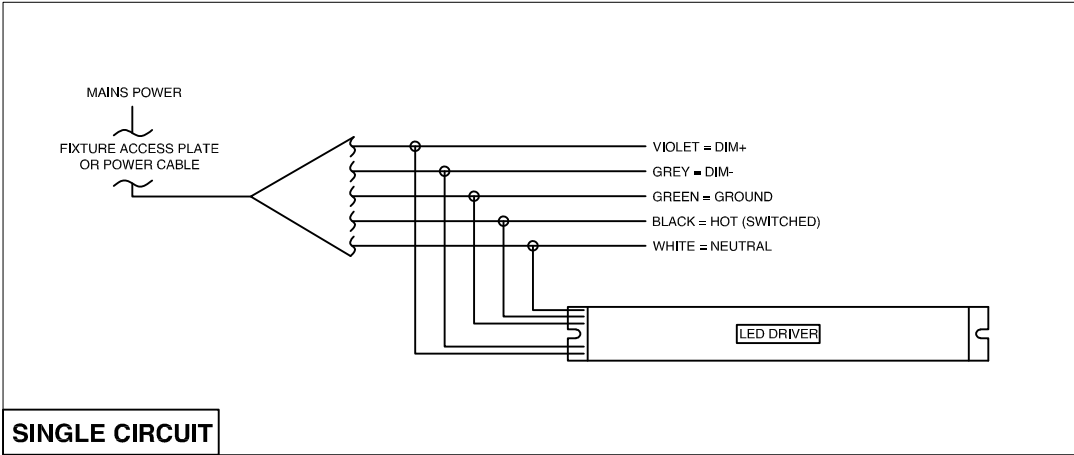 MAINS POWER
FIXTURE ACCESS PLATE
OR POWER CABLE
VIOLET = DIM+
GREY = DIM-
GREEN = GROUND
BLACK = HOT (SWITCHED)
WHITE = NEUTRAL
LED DRIVER
SINGLE CIRCUIT